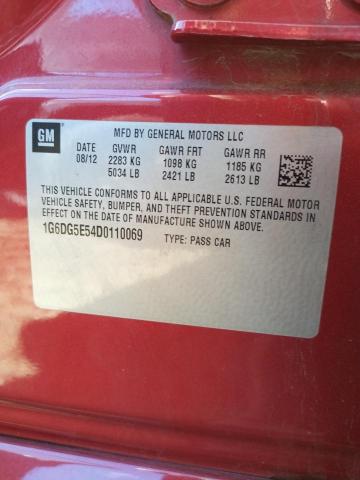 GM
MFD BY GENERAL MOTORS LLC
DATE GVWR GAWR FRT GAWR RR
08/12 2283 KG 1098 KG 1185 KG
5034 LB 2421 LB 2613 LB
THIS VEHICLE CONFORMS TO ALL APPLICABLE U.S. FEDERAL MOTOR
VEHICLE SAFETY, BUMPER, AND THEFT PREVENTION STANDARDS IN
EFFECT ON THE DATE OF MANUFACTURE SHOWN ABOVE.
1G6DG5E54D0110069 TYPE: PASS CAR